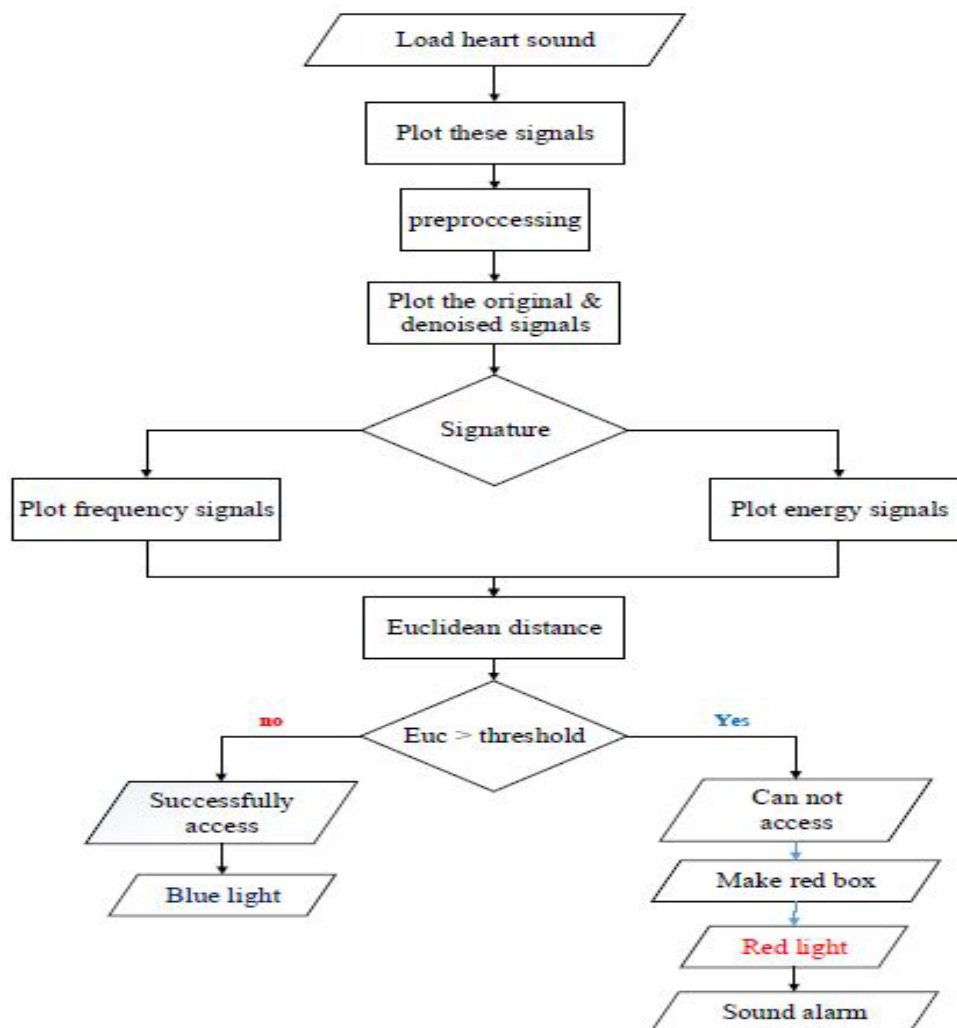 Load heart sound
Plot these signals
preproccessing
Plot the original &
denoised signals
Signature
Plot frequency signals
Plot energy signals
Euclidean distance
no
Euc > threshold
Yes
Successfully
access
Blue light
Can not
access
Make red box
Red light
Sound alarm